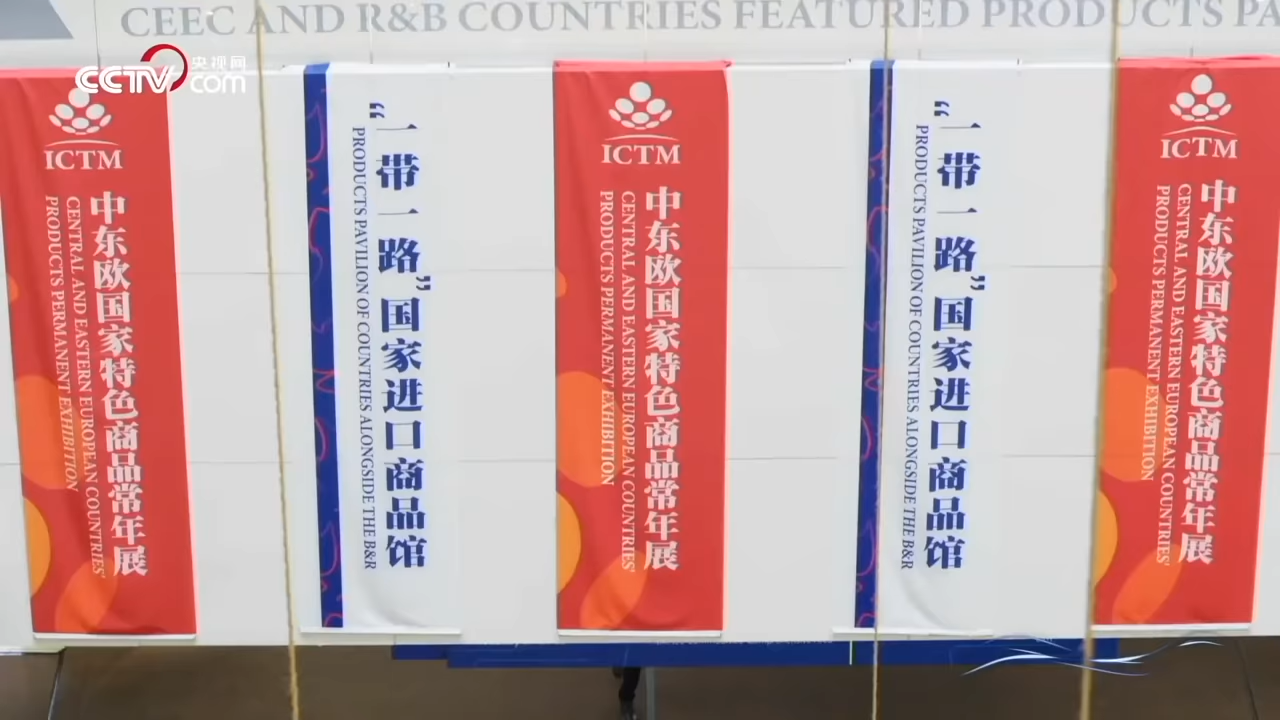 CEEC AND R&B COUNTRIES FEATURED PRODUCTS PA
CCTV
央视网
com
ICTM
中东欧国家特色商品常年展
CENTRAL AND EASTERN EUROPEAN COUNTRIES'
PRODUCTS PERMANENT EXHIBITION
“一带一路”国家进口商品馆
PRODUCTS PAVILION OF COUNTRIES ALONGSIDE THE B&R
ICTM
中东欧国家特色商品常年展
CENTRAL AND EASTERN EUROPEAN COUNTRIES'
PRODUCTS PERMANENT EXHIBITION
“一带一路”国家进口商品馆
PRODUCTS PAVILION OF COUNTRIES ALONGSIDE THE B&R
ICTM
中东欧国家特色商品常年展
CENTRAL AND EASTERN EUROPEAN COUNTRIES'
PRODUCTS PERMANENT EXHIBITION